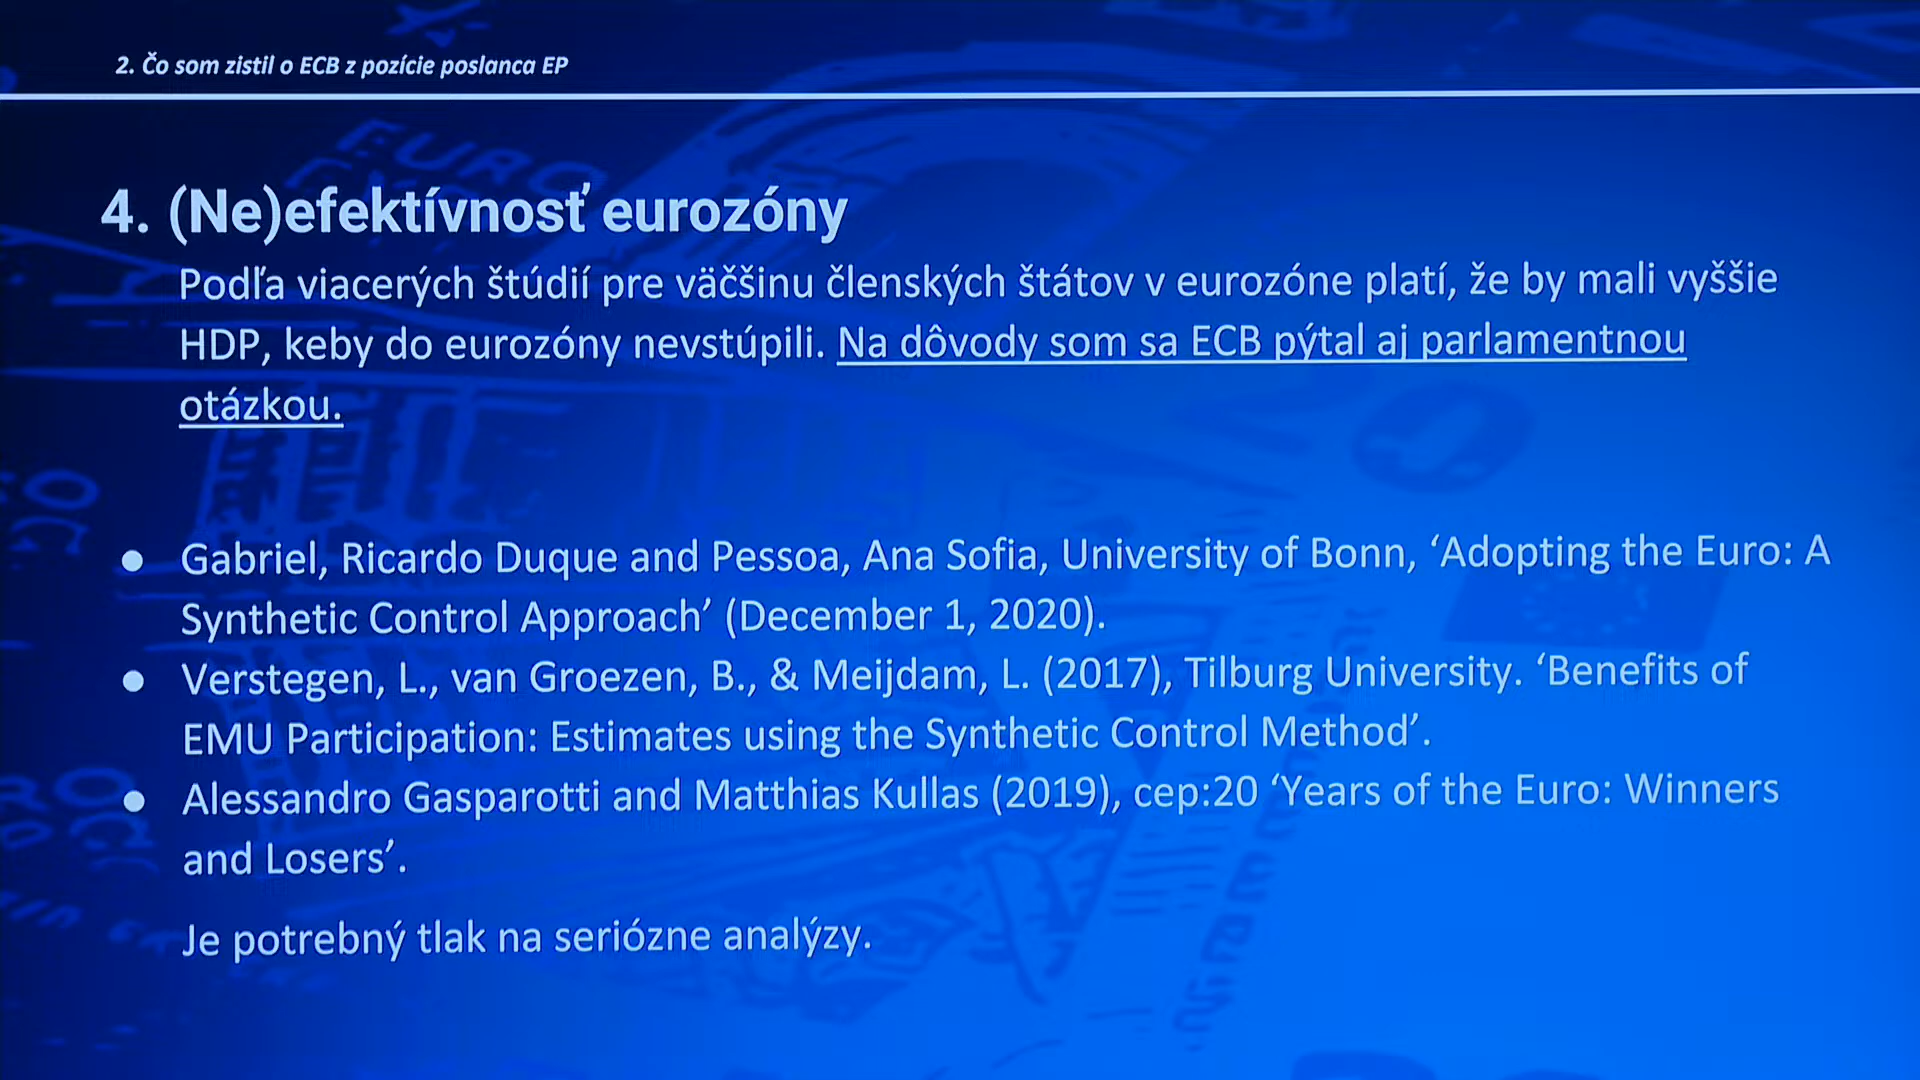 2. Čo som zistil o ECB z pozície poslanca EP
4. (Ne)efektívnosť eurozóny
Podľa viacerých štúdií pre väčšinu členských štátov v eurozóne platí, že by mali vyššie
HDP, keby do eurozóny nevstúpili. Na dôvody som sa ECB pýtal aj parlamentnou
otázkou.
● Gabriel, Ricardo Duque and Pessoa, Ana Sofia, University of Bonn, ‘Adopting the Euro: A
Synthetic Control Approach’ (December 1, 2020).
● Verstegen, L., van Groezen, B., & Meijdam, L. (2017), Tilburg University. ‘Benefits of
EMU Participation: Estimates using the Synthetic Control Method’.
● Alessandro Gasparotti and Matthias Kullas (2019), cep:20 ‘Years of the Euro: Winners
and Losers’.
Je potrebný tlak na seriózne analýzy.
EURO